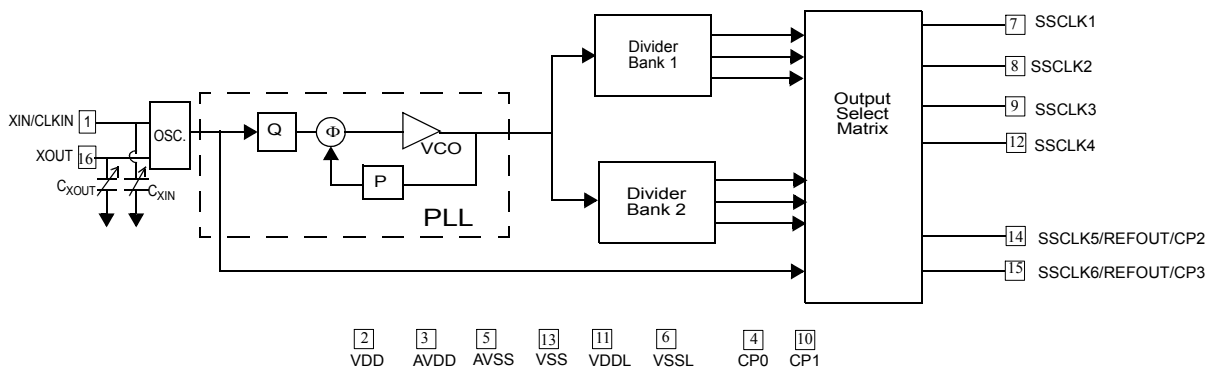 XIN/CLKIN 1
XOUT 16
CXOUT
CXIN
OSC.
Q
Φ
VCO
P
PLL
Divider
Bank 1
Divider
Bank 2
Output
Select
Matrix
7 SSCLK1
8 SSCLK2
9 SSCLK3
12 SSCLK4
14 SSCLK5/REFOUT/CP2
15 SSCLK6/REFOUT/CP3
2 3 5 13 11 6 4 10
VDD AVDD AVSS VSS VDDL VSSL CP0 CP1